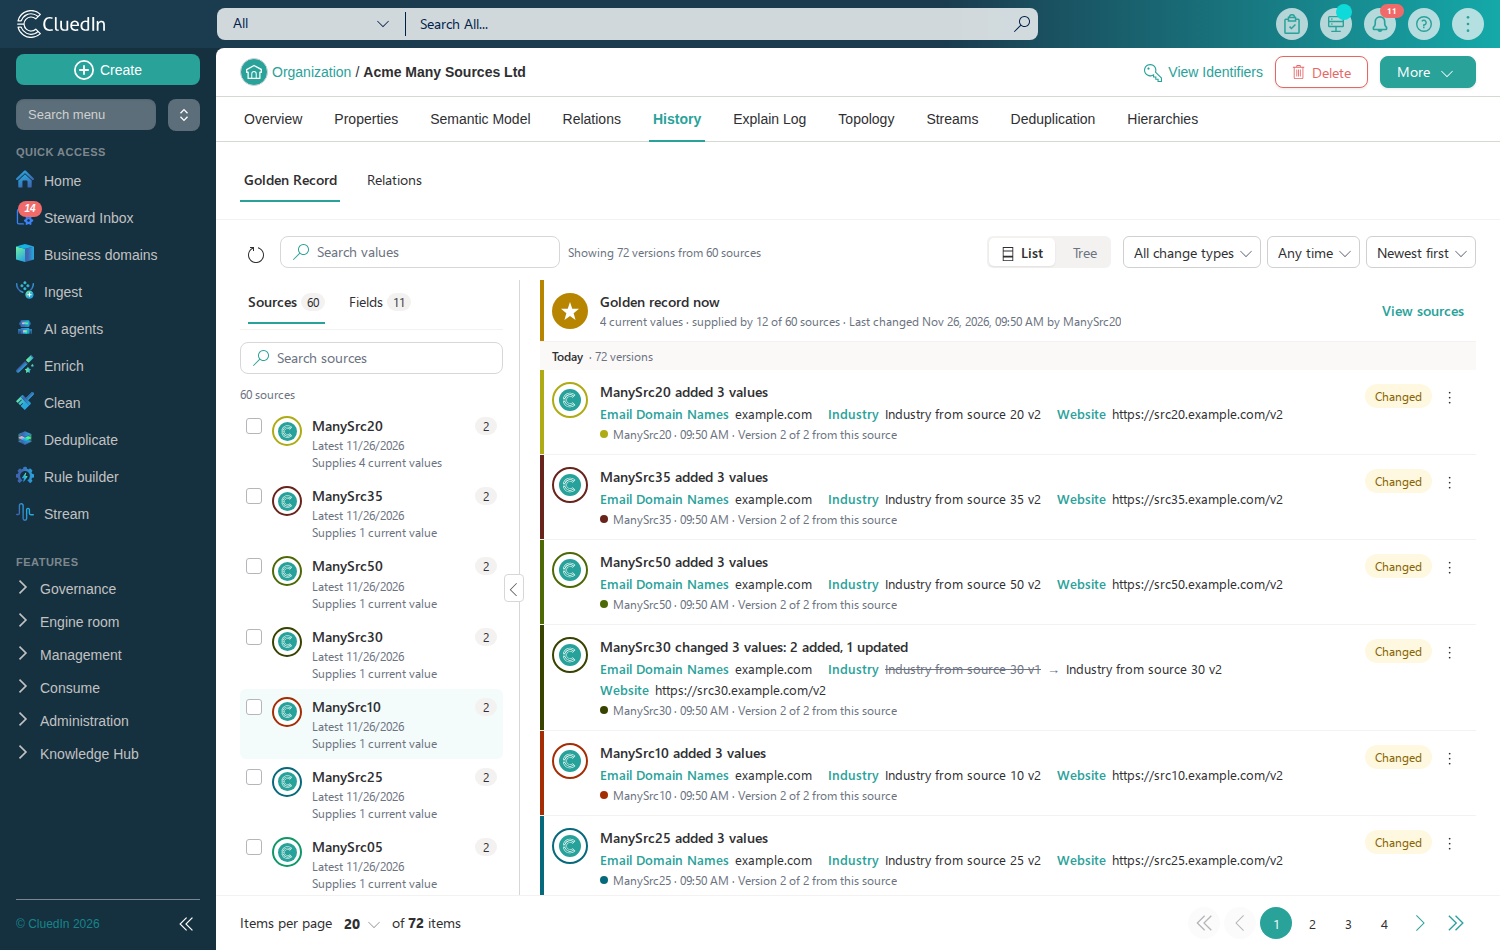 CluedIn
All
Search All...
11
Create
Search menu
QUICK ACCESS
Home
14
Steward Inbox
Business domains
Ingest
AI agents
Enrich
Clean
Deduplicate
Rule builder
Stream
FEATURES
Governance
Engine room
Management
Consume
Administration
Knowledge Hub
© CluedIn 2026
Organization / Acme Many Sources Ltd
View Identifiers
Delete
More
Overview
Properties
Semantic Model
Relations
History
Explain Log
Topology
Streams
Deduplication
Hierarchies
Golden Record
Relations
Search values
Showing 72 versions from 60 sources
List
Tree
All change types
Any time
Newest first
Sources 60
Fields 11
Search sources
60 sources
ManySrc20 2
Latest 11/26/2026
Supplies 4 current values
ManySrc35 2
Latest 11/26/2026
Supplies 1 current value
ManySrc50 2
Latest 11/26/2026
Supplies 1 current value
ManySrc30 2
Latest 11/26/2026
Supplies 1 current value
ManySrc10 2
Latest 11/26/2026
Supplies 1 current value
ManySrc25 2
Latest 11/26/2026
Supplies 1 current value
ManySrc05 2
Latest 11/26/2026
Supplies 1 current value
Golden record now
4 current values · supplied by 12 of 60 sources · Last changed Nov 26, 2026, 09:50 AM by ManySrc20
View sources
Today · 72 versions
ManySrc20 added 3 values
Changed
Email Domain Names example.com Industry Industry from source 20 v2 Website https://src20.example.com/v2
ManySrc20 · 09:50 AM · Version 2 of 2 from this source
ManySrc35 added 3 values
Changed
Email Domain Names example.com Industry Industry from source 35 v2 Website https://src35.example.com/v2
ManySrc35 · 09:50 AM · Version 2 of 2 from this source
ManySrc50 added 3 values
Changed
Email Domain Names example.com Industry Industry from source 50 v2 Website https://src50.example.com/v2
ManySrc50 · 09:50 AM · Version 2 of 2 from this source
ManySrc30 changed 3 values: 2 added, 1 updated
Changed
Email Domain Names example.com Industry Industry from source 30 v1 → Industry from source 30 v2
Website https://src30.example.com/v2
ManySrc30 · 09:50 AM · Version 2 of 2 from this source
ManySrc10 added 3 values
Changed
Email Domain Names example.com Industry Industry from source 10 v2 Website https://src10.example.com/v2
ManySrc10 · 09:50 AM · Version 2 of 2 from this source
ManySrc25 added 3 values
Changed
Email Domain Names example.com Industry Industry from source 25 v2 Website https://src25.example.com/v2
ManySrc25 · 09:50 AM · Version 2 of 2 from this source
Items per page 20 of 72 items
1 2 3 4